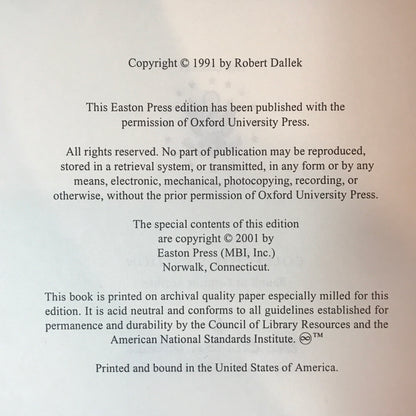 Copyright © 1991 by Robert Dallek
This Easton Press edition has been published with the
permission of Oxford University Press.
All rights reserved. No part of publication may be reproduced,
stored in a retrieval system, or transmitted, in any form or by any
means, electronic, mechanical, photocopying, recording, or
otherwise, without the prior permission of Oxford University Press.
The special contents of this edition
are copyright © 2001 by
Easton Press (MBI, Inc.)
Norwalk, Connecticut.
This book is printed on archival quality paper especially milled for this
edition. It is acid neutral and conforms to all guidelines established for
permanence and durability by the Council of Library Resources and the
American National Standards Institute. ♾™
Printed and bound in the United States of America.